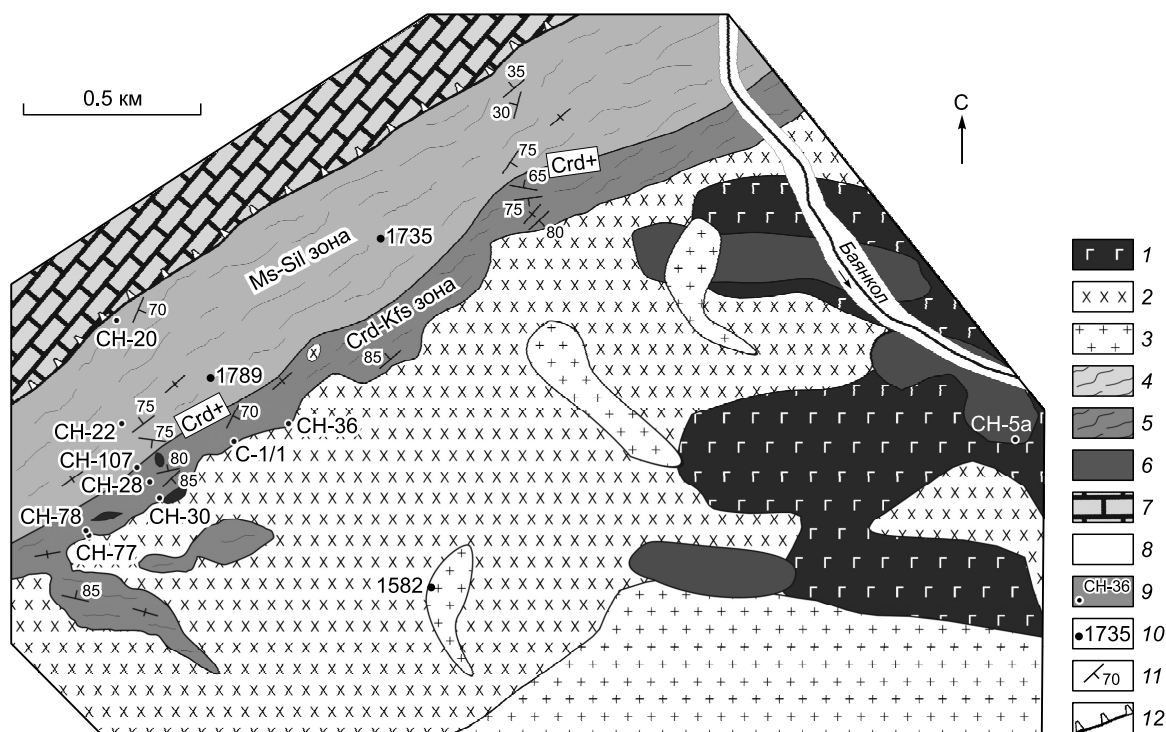 0.5 км
С
35
30
75
Crd+
65
75
80
1735
Ms-Sil зона
Баянкол
70
CH-20
Crd-Kfs зона
85
1789
75
Crd+
70
CH-22
75
CH-36
CH-5a
CH-107
80
C-1/1
CH-28
85
CH-78
CH-30
CH-77
85
1582
1
2
3
4
5
6
7
8
CH-36 9
1735 10
70 11
12